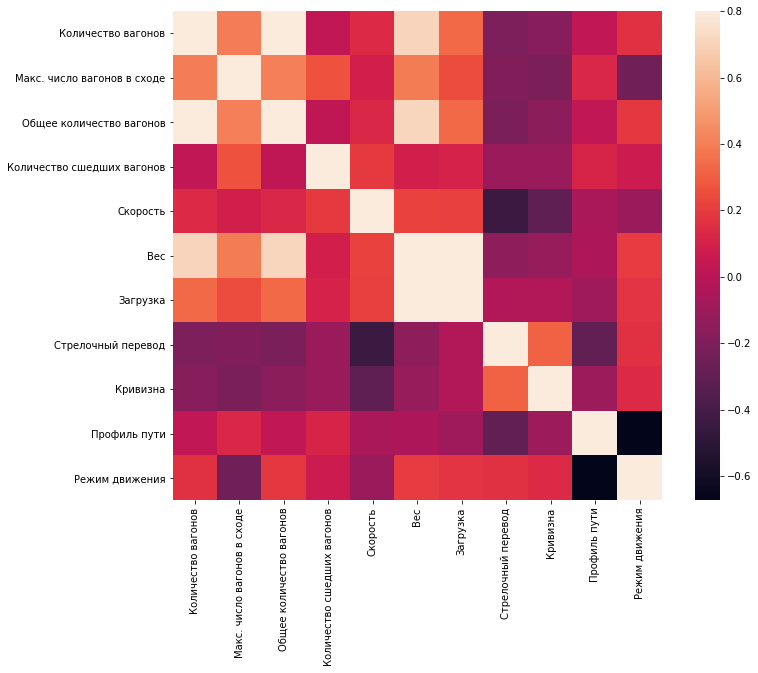 Количество вагонов
Макс. число вагонов в сходе
Общее количество вагонов
Количество сшедших вагонов
Скорость
Вес
Загрузка
Стрелочный перевод
Кривизна
Профиль пути
Режим движения
Количество вагонов
Макс. число вагонов в сходе
Общее количество вагонов
Количество сшедших вагонов
Скорость
Вес
Загрузка
Стрелочный перевод
Кривизна
Профиль пути
Режим движения
0.8
0.6
0.4
0.2
0.0
−0.2
−0.4
−0.6